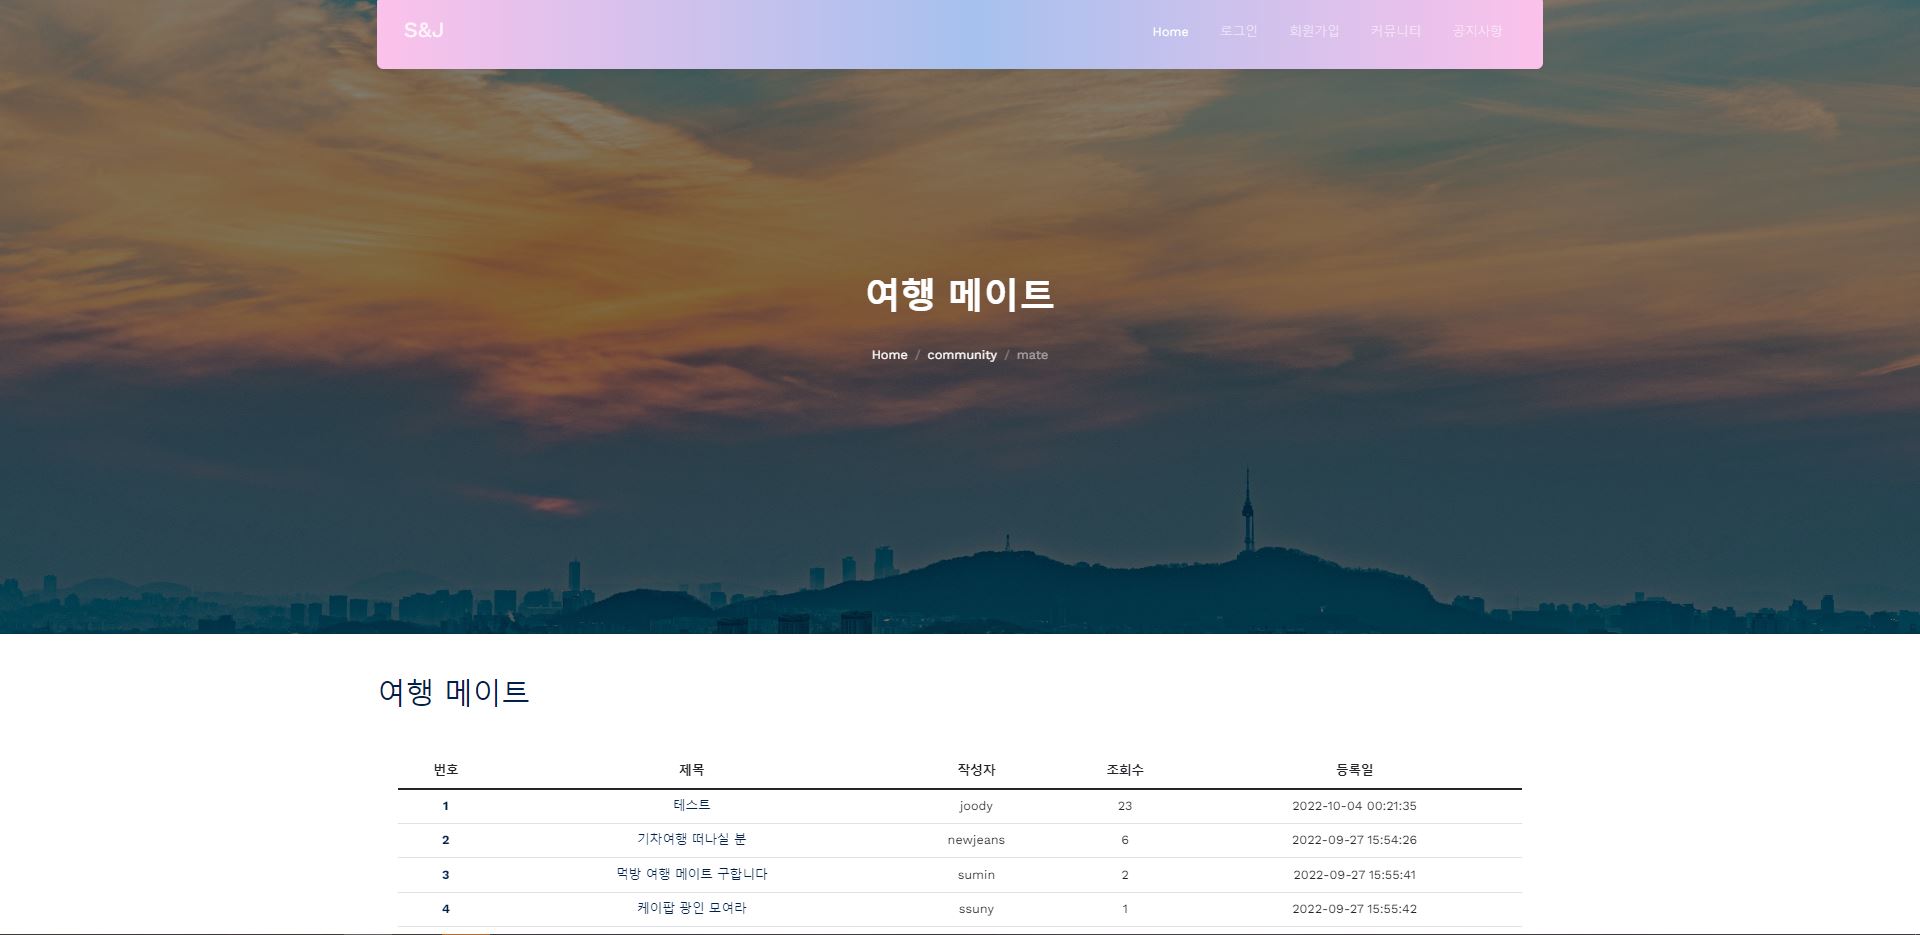 S&J Home 로그인 회원가입 커뮤니티 공지사항
여행 메이트
Home / community / mate
여행 메이트
번호 제목 작성자 조회수 등록일
1 테스트 joody 23 2022-10-04 00:21:35
2 기차여행 떠나실 분 newjeans 6 2022-09-27 15:54:26
3 먹방 여행 메이트 구합니다 sumin 2 2022-09-27 15:55:41
4 케이팝 광인 모여라 ssuny 1 2022-09-27 15:55:42